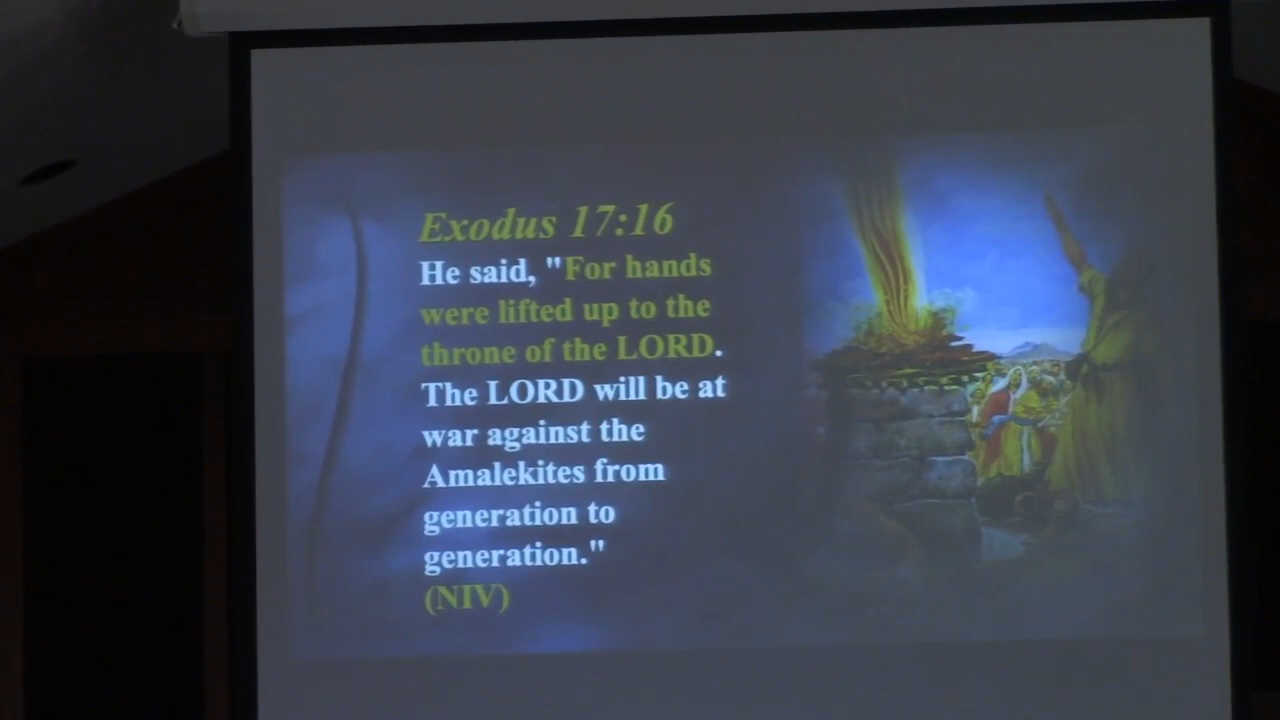 Exodus 17:16
He said, "For hands
were lifted up to the
throne of the LORD.
The LORD will be at
war against the
Amalekites from
generation to
generation."
(NIV)